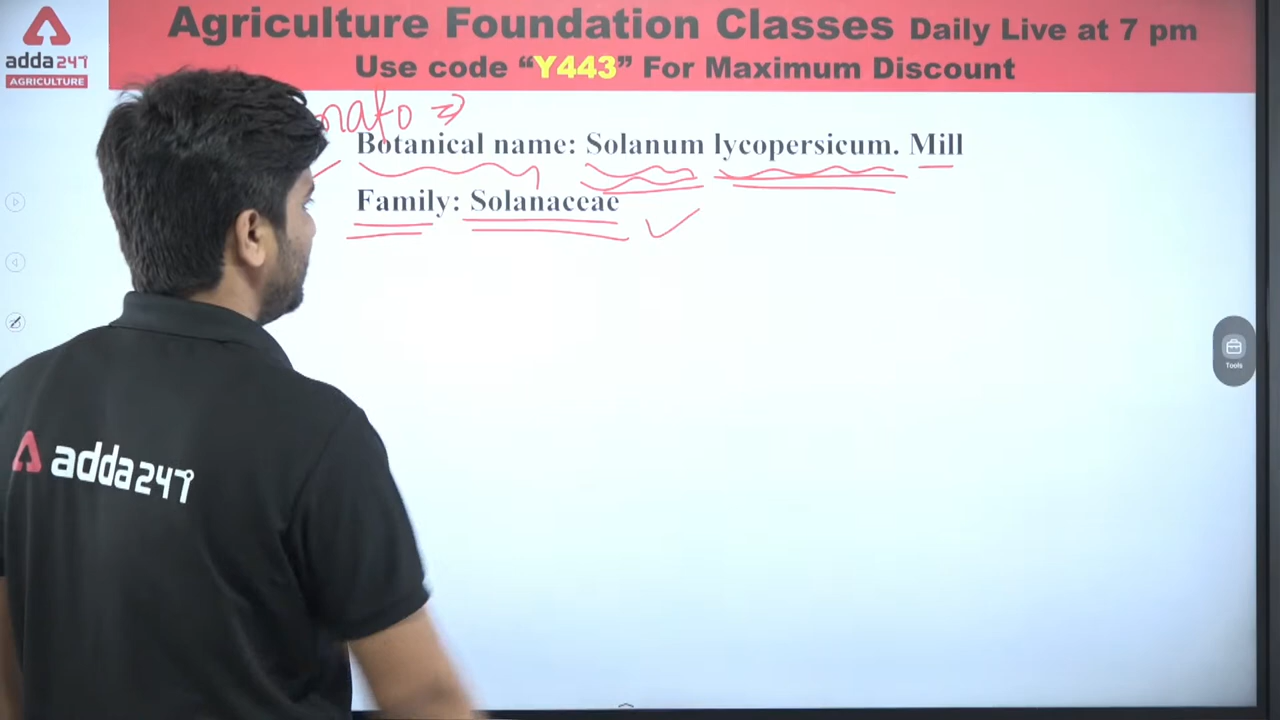 Agriculture Foundation Classes Daily Live at 7 pm
Use code “Y443” For Maximum Discount
adda247
AGRICULTURE
Botanical name: Solanum lycopersicum. Mill
Family: Solanaceae
Tools
adda247